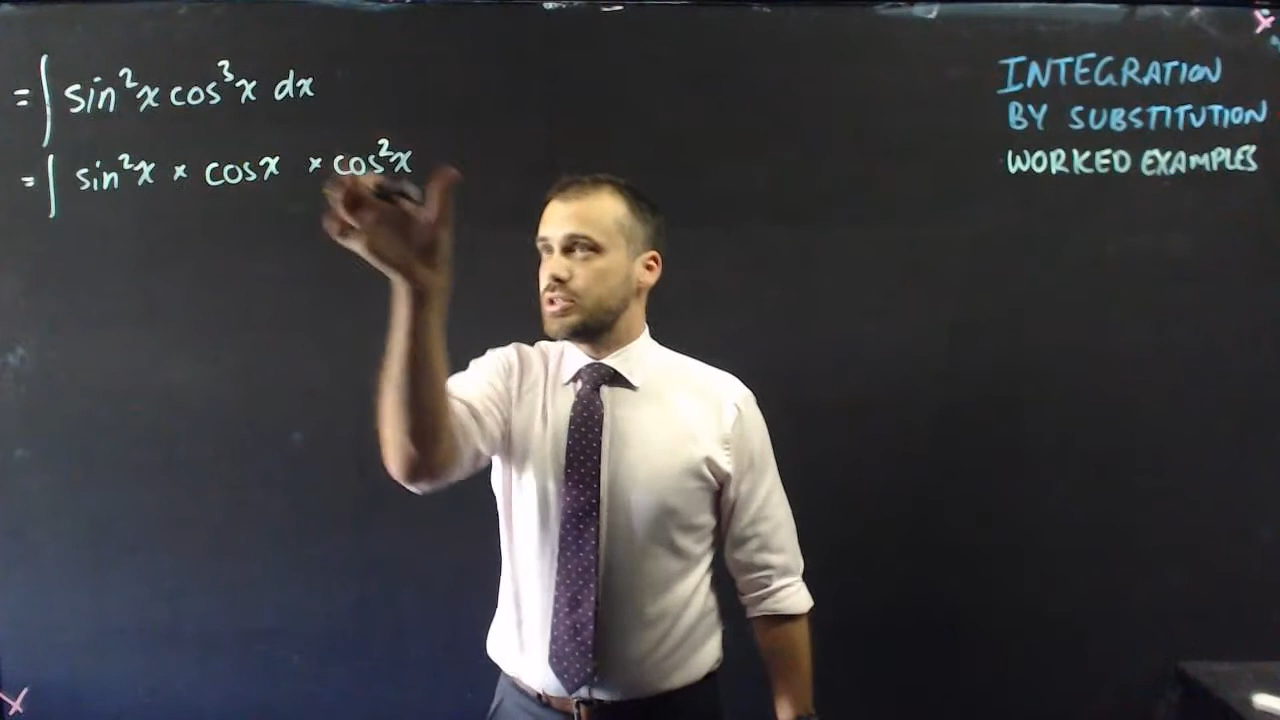 = ∫ sin²x cos³x dx
= ∫ sin²x × cosx × cos²x
INTEGRATION
BY SUBSTITUTION
WORKED EXAMPLES